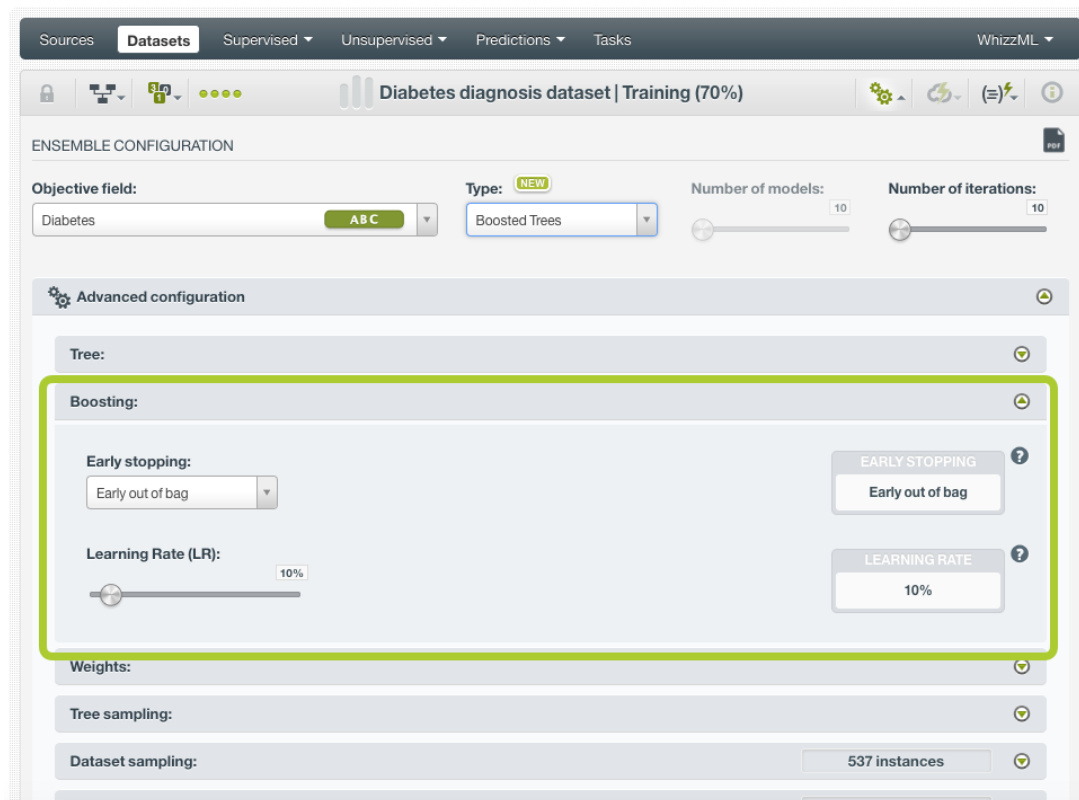 Sources Datasets Supervised Unsupervised Predictions Tasks WhizzML
Diabetes diagnosis dataset | Training (70%)
ENSEMBLE CONFIGURATION
PDF
Objective field: Type: NEW Number of models: Number of iterations:
10 10
Diabetes ABC Boosted Trees
Advanced configuration
Tree:
Boosting:
Early stopping: EARLY STOPPING ?
Early out of bag Early out of bag
Learning Rate (LR): LEARNING RATE ?
10% 10%
Weights:
Tree sampling:
Dataset sampling: 537 instances